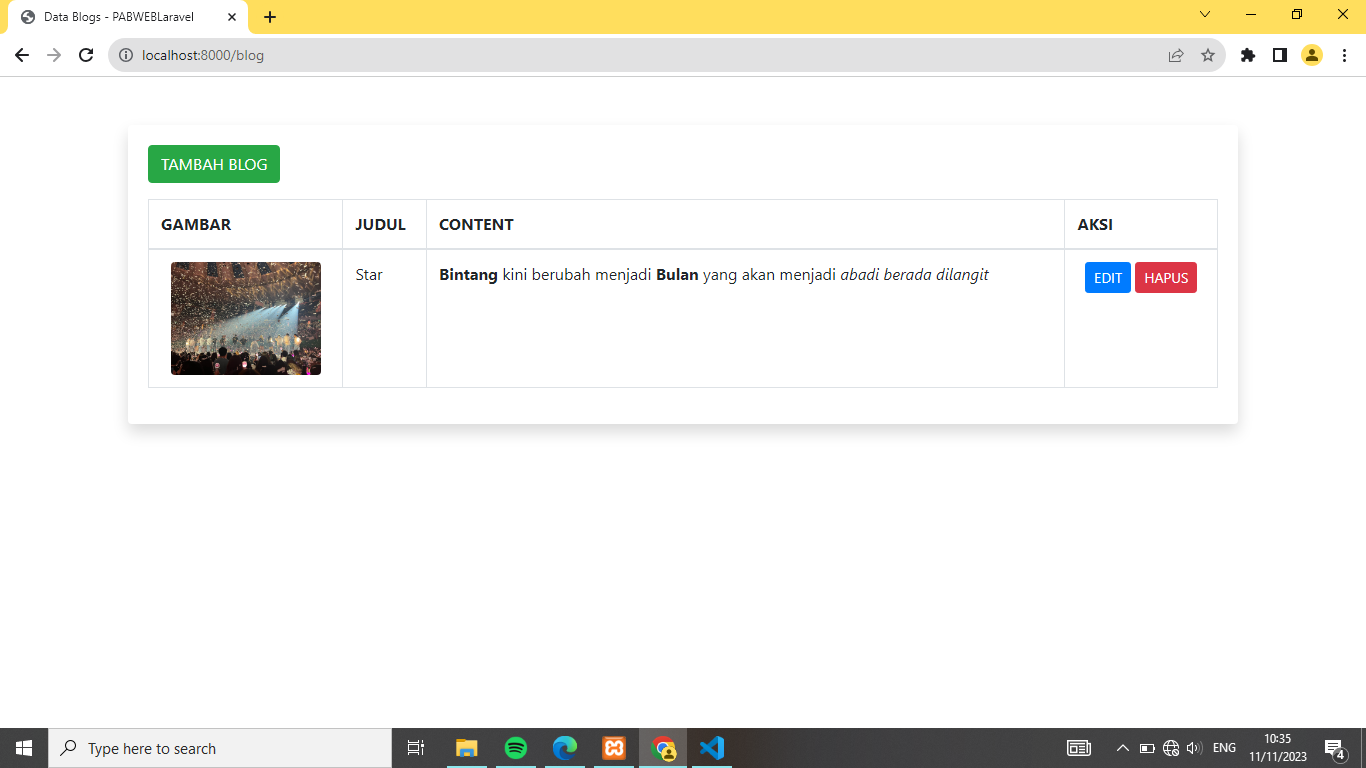 Data Blogs - PABWEBLaravel
localhost:8000/blog
TAMBAH BLOG
GAMBAR JUDUL CONTENT AKSI
Star Bintang kini berubah menjadi Bulan yang akan menjadi abadi berada dilangit EDIT HAPUS
Type here to search
ENG
10:35
11/11/2023
4